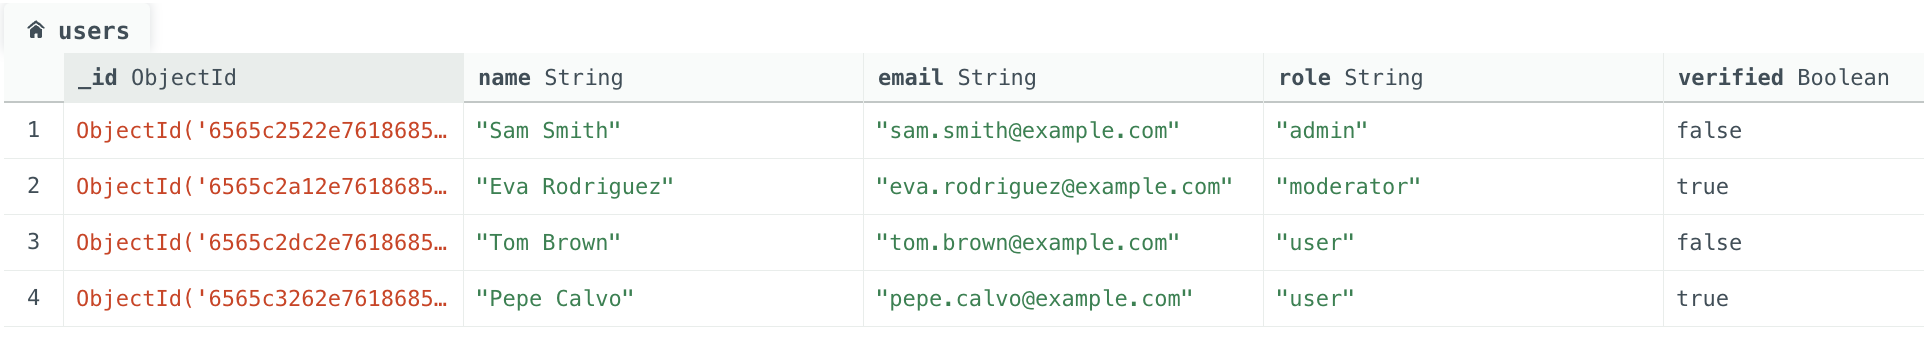 users
_id ObjectId name String email String role String verified Boolean
1 ObjectId('6565c2522e7618685… "Sam Smith" "sam.smith@example.com" "admin" false
2 ObjectId('6565c2a12e7618685… "Eva Rodriguez" "eva.rodriguez@example.com" "moderator" true
3 ObjectId('6565c2dc2e7618685… "Tom Brown" "tom.brown@example.com" "user" false
4 ObjectId('6565c3262e7618685… "Pepe Calvo" "pepe.calvo@example.com" "user" true